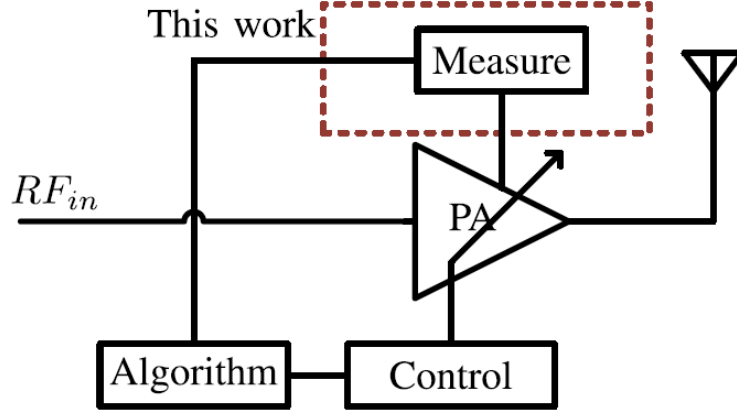 This work
Measure
RF_in
PA
Algorithm
Control